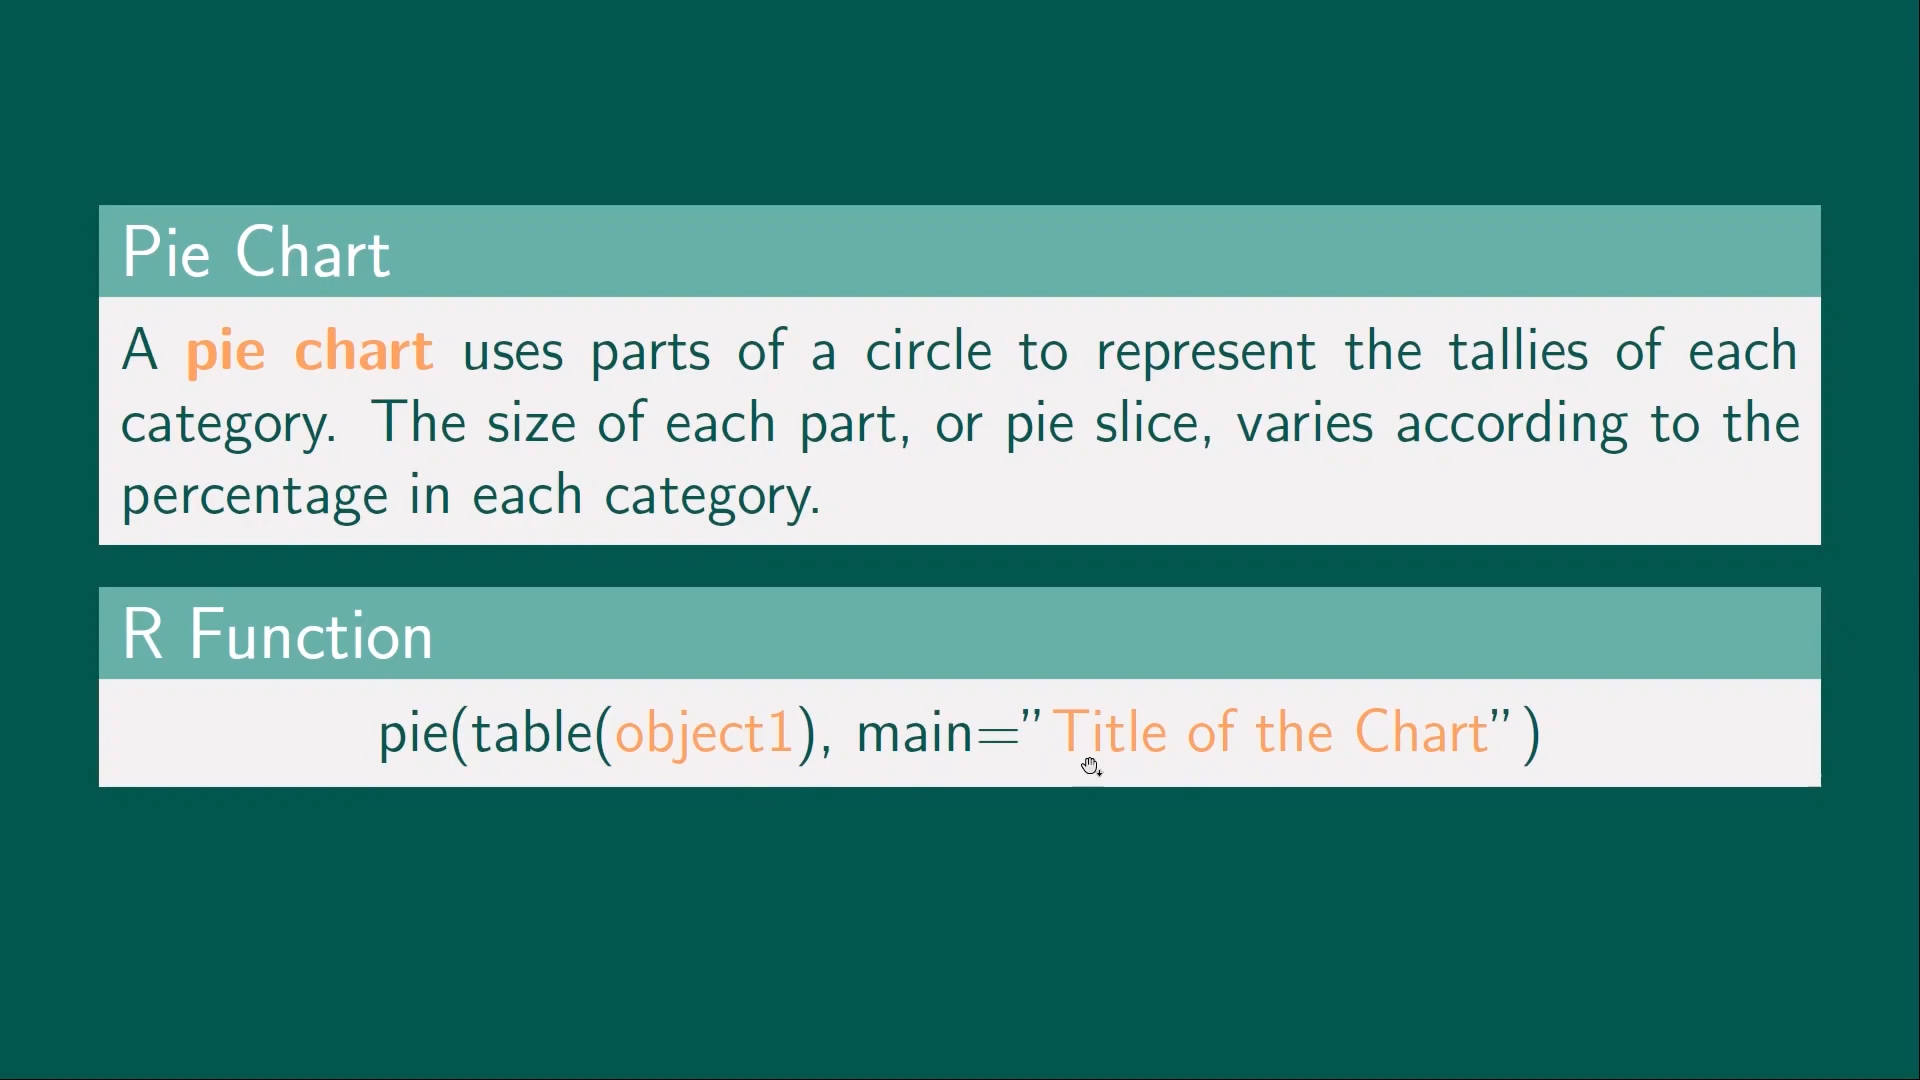 Pie Chart
A pie chart uses parts of a circle to represent the tallies of each
category. The size of each part, or pie slice, varies according to the
percentage in each category.
R Function
pie(table(object1), main=”Title of the Chart”)